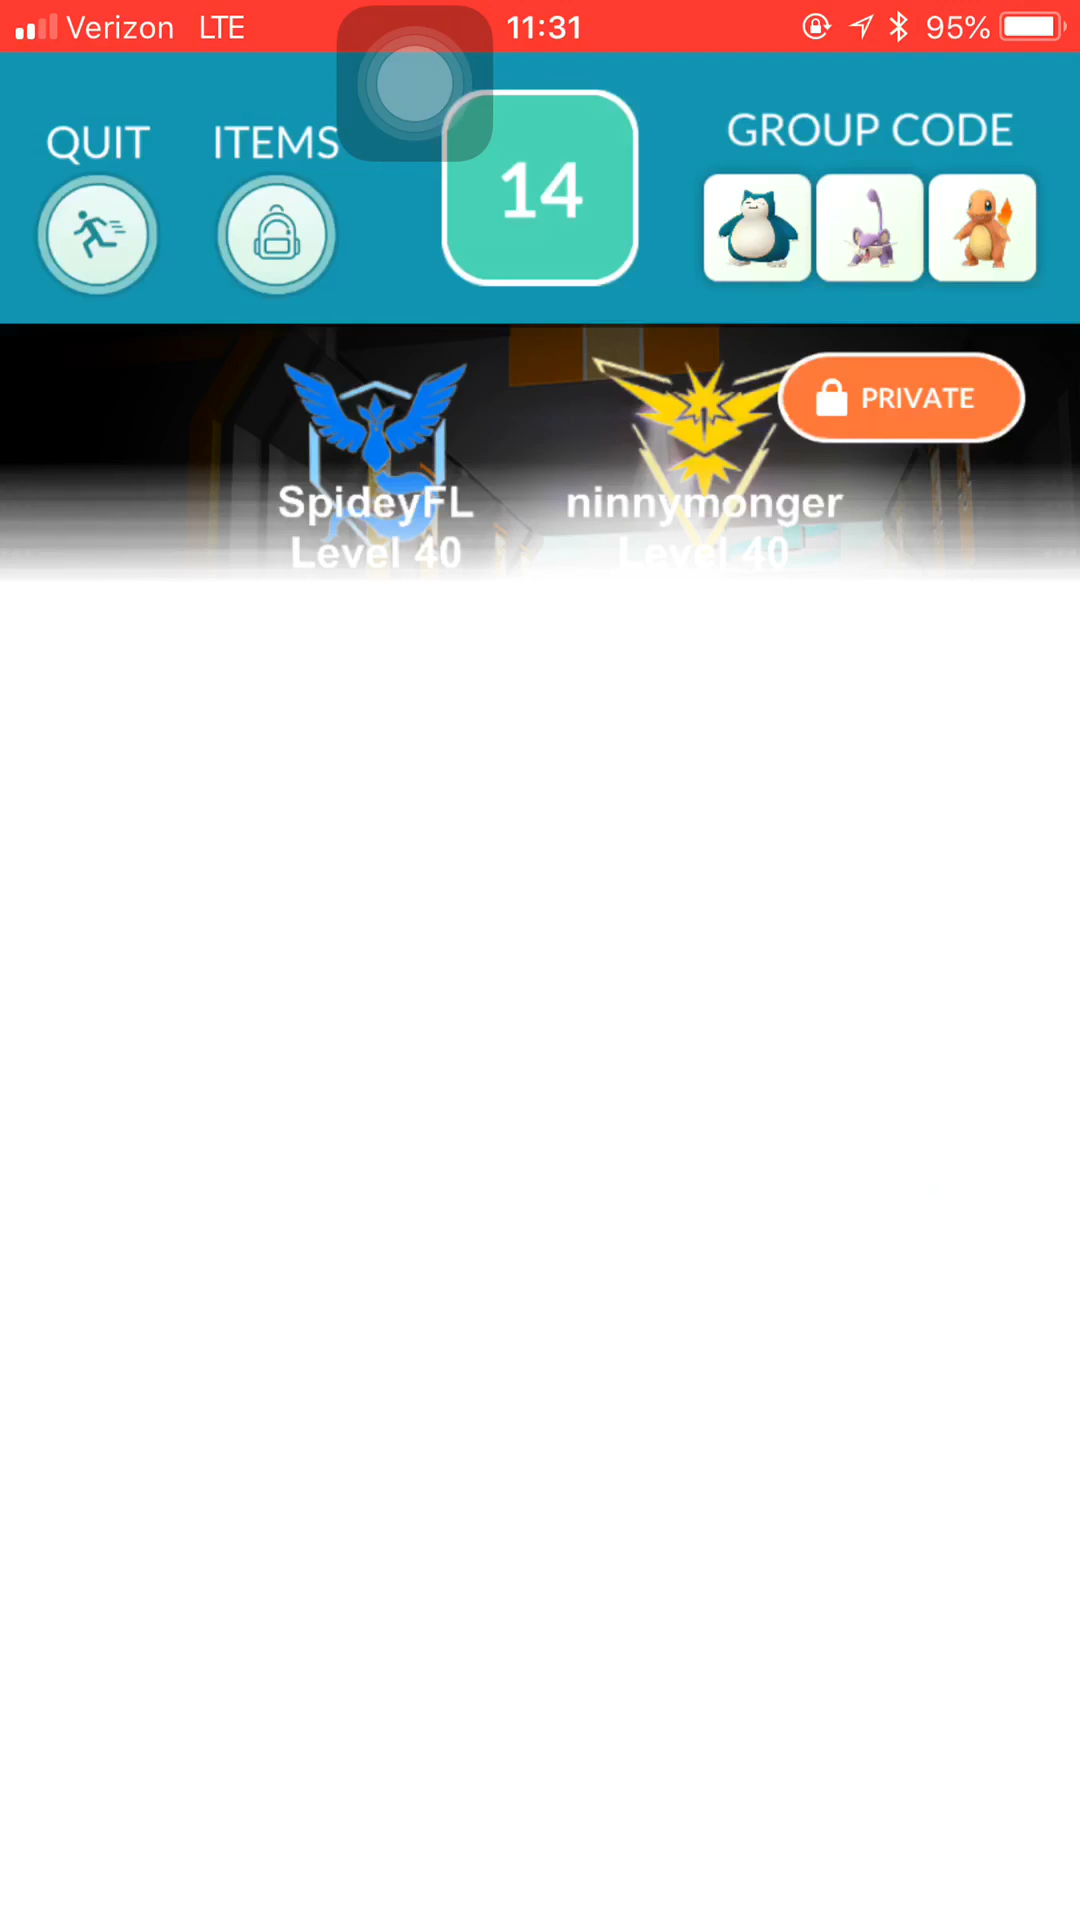 Verizon LTE 11:31 95%
QUIT ITEMS 14 GROUP CODE
PRIVATE
SpideyFL ninnymonger
Level 40 Level 40